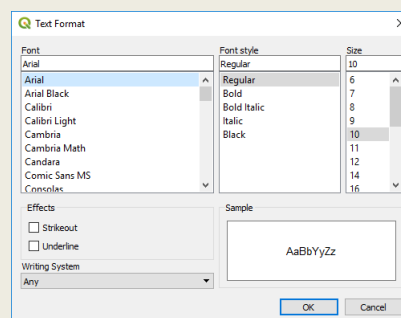 Text Format
Font
Font style
Size
Arial
Regular
10
Arial
Arial Black
Calibri
Calibri Light
Cambria
Cambria Math
Candara
Comic Sans MS
Consolas
Regular
Bold
Bold Italic
Italic
Black
6
7
8
9
10
11
12
14
16
Effects
Strikeout
Underline
Writing System
Any
Sample
AaBbYyZz
OK
Cancel